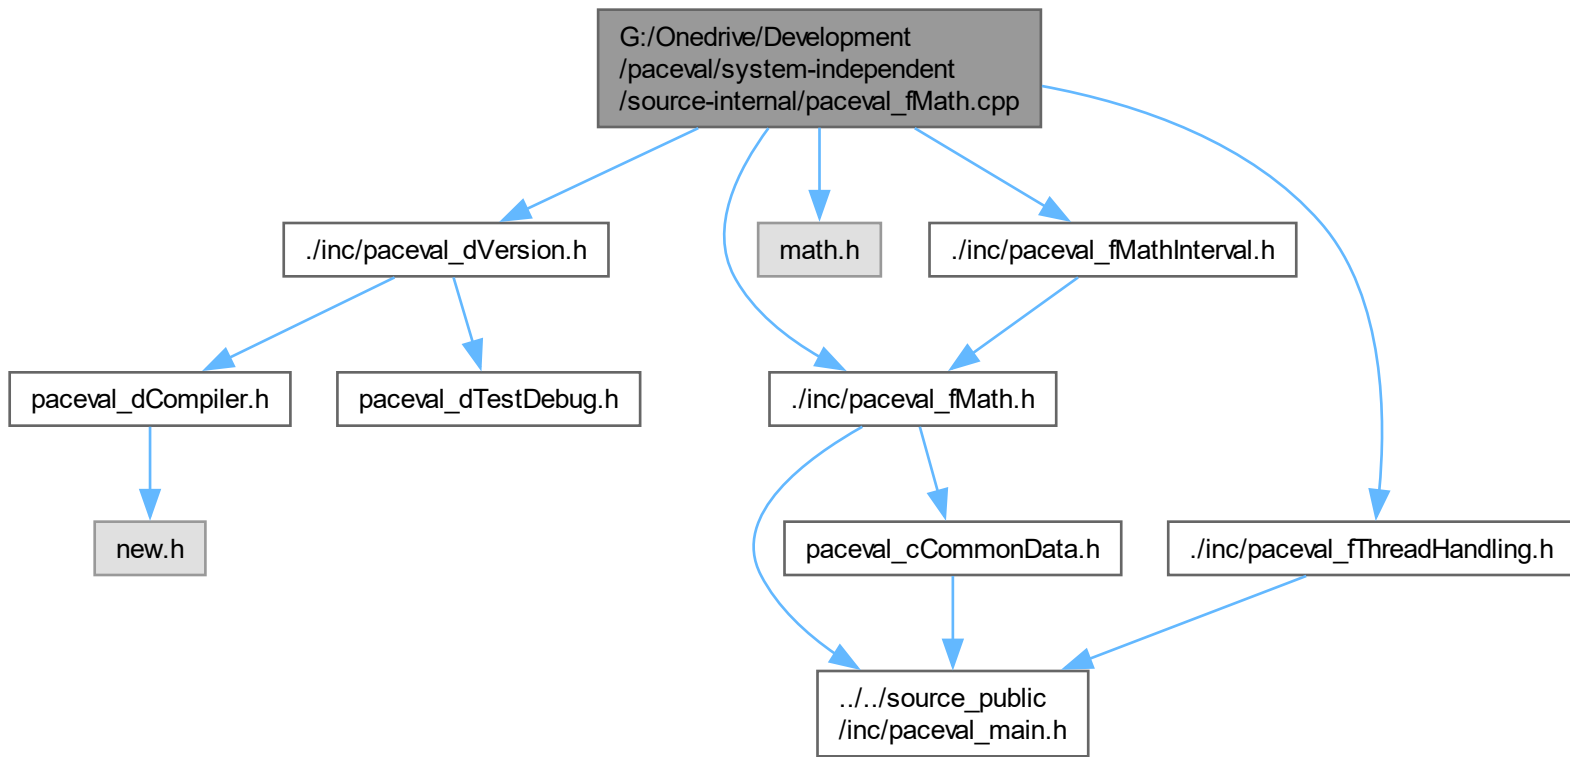 G:/Onedrive/Development
/paceval/system-independent
/source-internal/paceval_fMath.cpp
./inc/paceval_dVersion.h
math.h
./inc/paceval_fMathInterval.h
paceval_dCompiler.h
paceval_dTestDebug.h
./inc/paceval_fMath.h
new.h
paceval_cCommonData.h
./inc/paceval_fThreadHandling.h
../../source_public
/inc/paceval_main.h